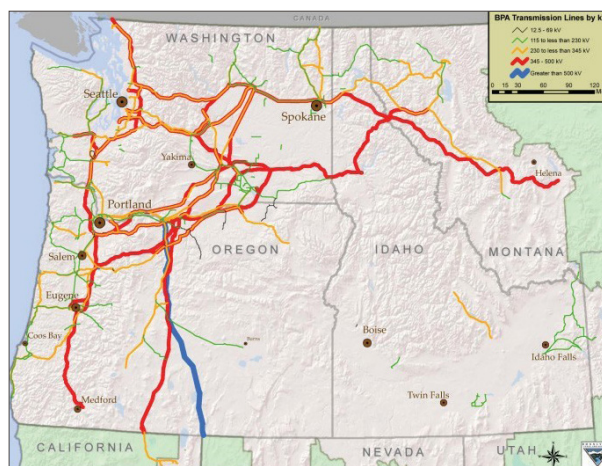 CANADA
BPA Transmission Lines by k
12.5 - 69 kV
115 to less than 230 kV
230 to less than 345 kV
345 - 500 kV
Greater than 500 kV
0 15 30 60 90 120
M
WASHINGTON
Seattle
Spokane
Yakima
Helena
Portland
OREGON
IDAHO
MONTANA
Salem
Eugene
Coos Bay
Burns
Boise
Idaho Falls
Medford
Twin Falls
CALIFORNIA
NEVADA
UTAH